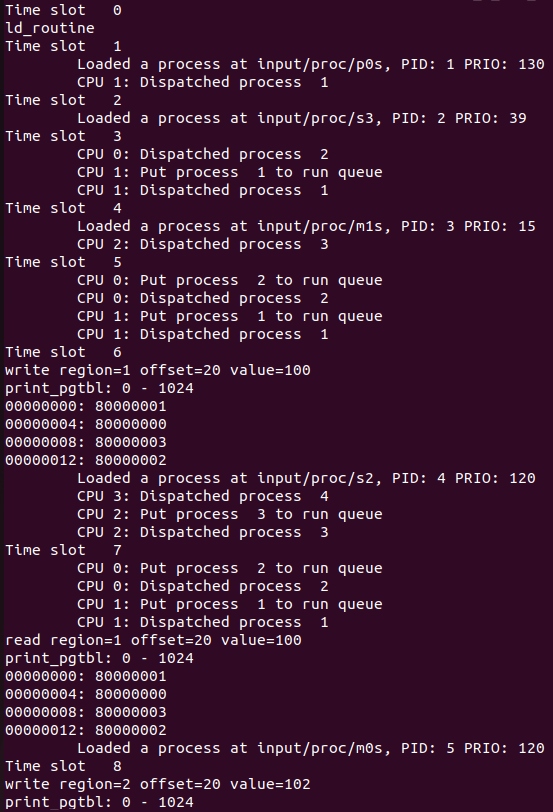 Time slot   0
ld_routine
Time slot   1
        Loaded a process at input/proc/p0s, PID: 1 PRIO: 130
        CPU 1: Dispatched process  1
Time slot   2
        Loaded a process at input/proc/s3, PID: 2 PRIO: 39
Time slot   3
        CPU 0: Dispatched process  2
        CPU 1: Put process  1 to run queue
        CPU 1: Dispatched process  1
Time slot   4
        Loaded a process at input/proc/m1s, PID: 3 PRIO: 15
        CPU 2: Dispatched process  3
Time slot   5
        CPU 0: Put process  2 to run queue
        CPU 0: Dispatched process  2
        CPU 1: Put process  1 to run queue
        CPU 1: Dispatched process  1
Time slot   6
write region=1 offset=20 value=100
print_pgtbl: 0 - 1024
00000000: 80000001
00000004: 80000000
00000008: 80000003
00000012: 80000002
        Loaded a process at input/proc/s2, PID: 4 PRIO: 120
        CPU 3: Dispatched process  4
        CPU 2: Put process  3 to run queue
        CPU 2: Dispatched process  3
Time slot   7
        CPU 0: Put process  2 to run queue
        CPU 0: Dispatched process  2
        CPU 1: Put process  1 to run queue
        CPU 1: Dispatched process  1
read region=1 offset=20 value=100
print_pgtbl: 0 - 1024
00000000: 80000001
00000004: 80000000
00000008: 80000003
00000012: 80000002
        Loaded a process at input/proc/m0s, PID: 5 PRIO: 120
Time slot   8
write region=2 offset=20 value=102
print_pgtbl: 0 - 1024